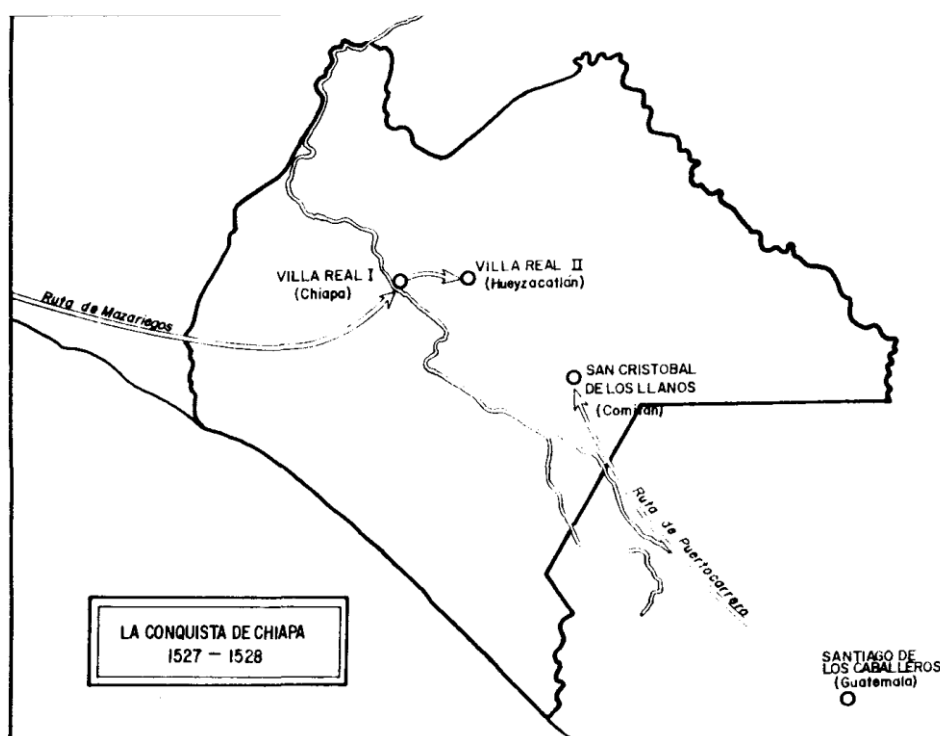 VILLA REAL I
(Chiapa)
VILLA REAL II
(Hueyzacatlán)
Ruta de Mazariegos
SAN CRISTOBAL
DE LOS LLANOS
(Comitán)
Ruta de Puertocarrera
LA CONQUISTA DE CHIAPA
1527 — 1528
SANTIAGO DE
LOS CABALLEROS
(Guatemala)